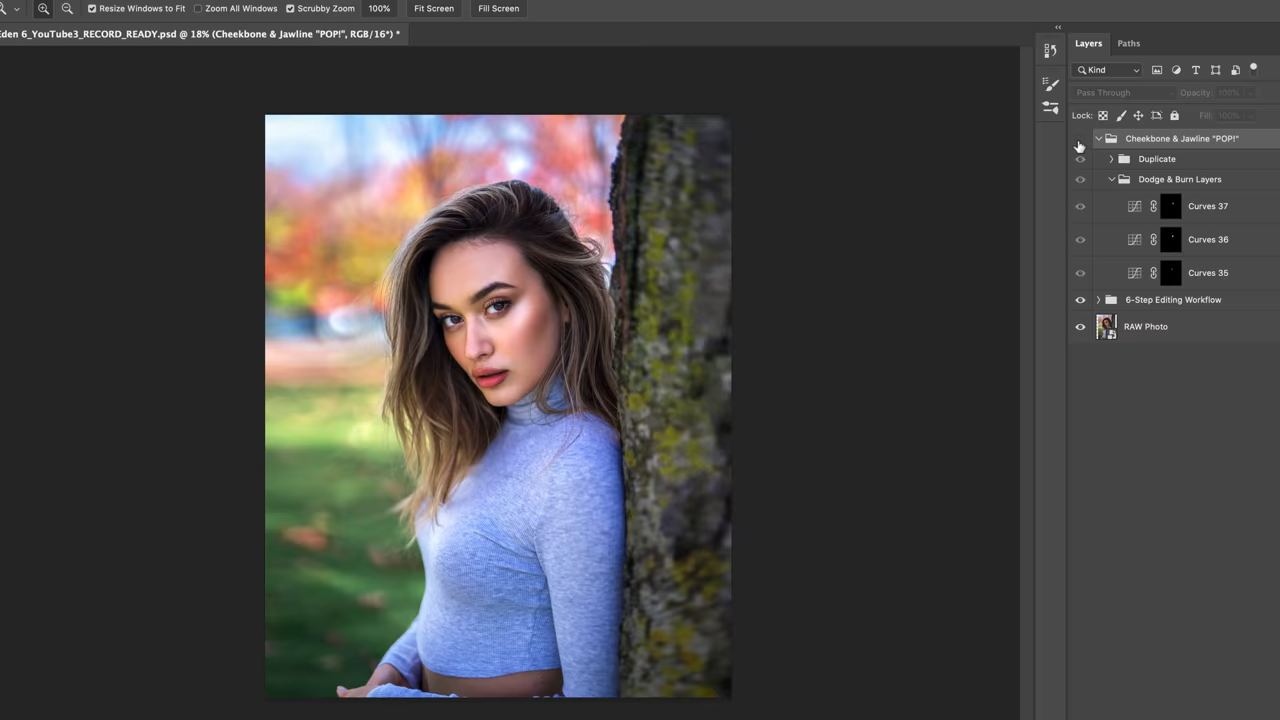 Resize Windows to Fit Zoom All Windows Scrubby Zoom 100% Fit Screen Fill Screen
Eden 6_YouTube3_RECORD_READY.psd @ 18% (Cheekbone & Jawline "POP!", RGB/16*) *
Layers Paths
Kind
Pass Through Opacity: 100%
Lock: Fill: 100%
Cheekbone & Jawline "POP!"
Duplicate
Dodge & Burn Layers
Curves 37
Curves 36
Curves 35
6-Step Editing Workflow
RAW Photo